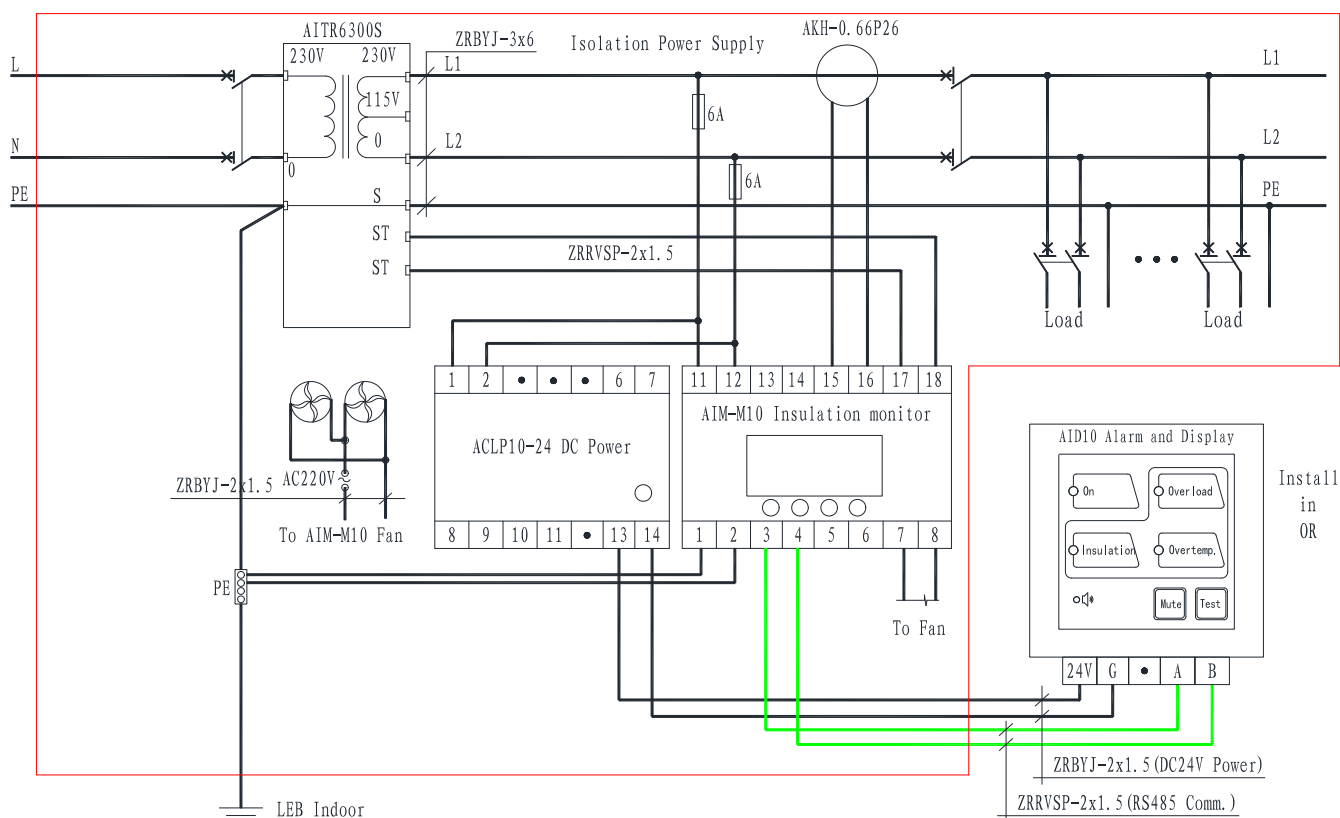 AITR6300S
230V 230V
ZRBYJ-3x6
Isolation Power Supply
AKH-0.66P26
L
L1
L1
115V
6A
N
0
L2
L2
0
6A
PE
S
PE
ST
ZRRVSP-2x1.5
ST
Load
Load
1 2 6 7
11 12 13 14 15 16 17 18
AIM-M10 Insulation monitor
ACLP10-24 DC Power
AC220V
ZRBYJ-2x1.5
To AIM-M10 Fan
8 9 10 11 13 14
1 2 3 4 5 6 7 8
PE
To Fan
AID10 Alarm and Display
On
Overload
Insulation
Overtemp.
Mute
Test
24V G A B
Install
in
OR
ZRBYJ-2x1.5(DC24V Power)
ZRRVSP-2x1.5(RS485 Comm.)
LEB Indoor